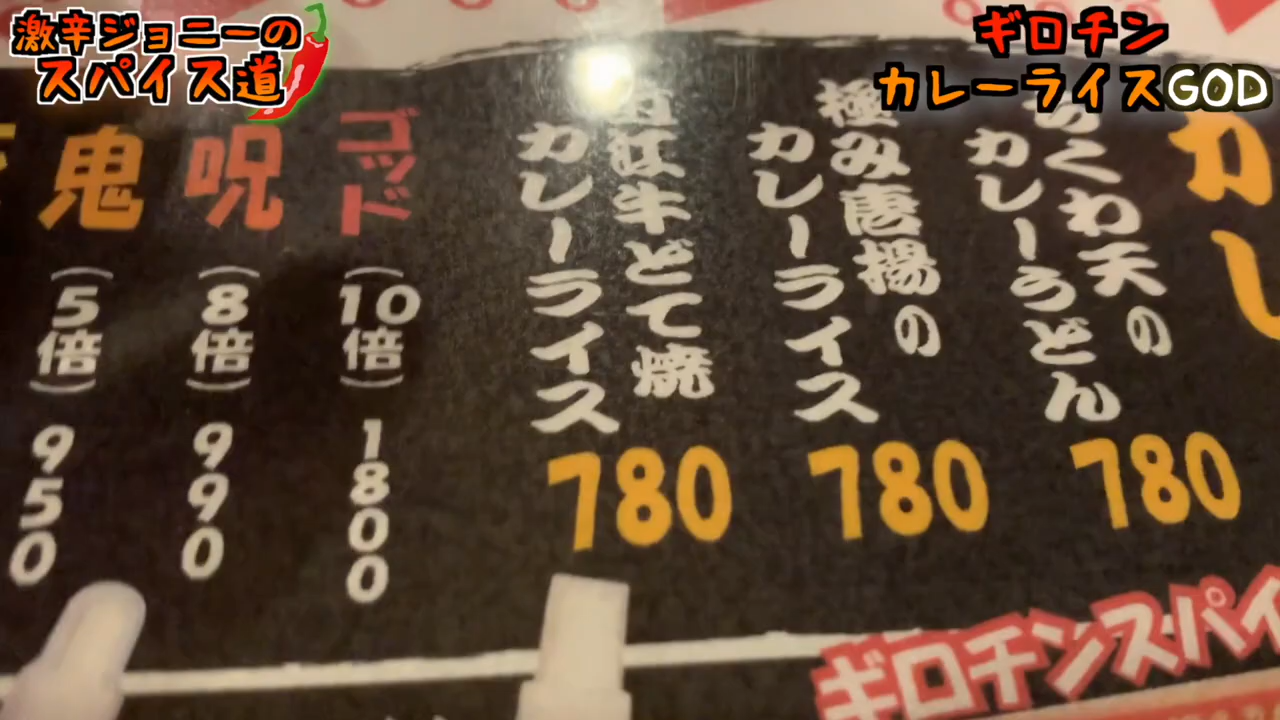 激辛ジョニーの
スパイス道
ギロチン
カレーライスGOD
ちくわ天の
カレーうどん
780
極み唐揚の
カレーライス
780
牛どて焼
カレーライス
780
ゴッド
(10倍)
1800
呪
(8倍)
990
鬼
(5倍)
950
ギロチンスパイ